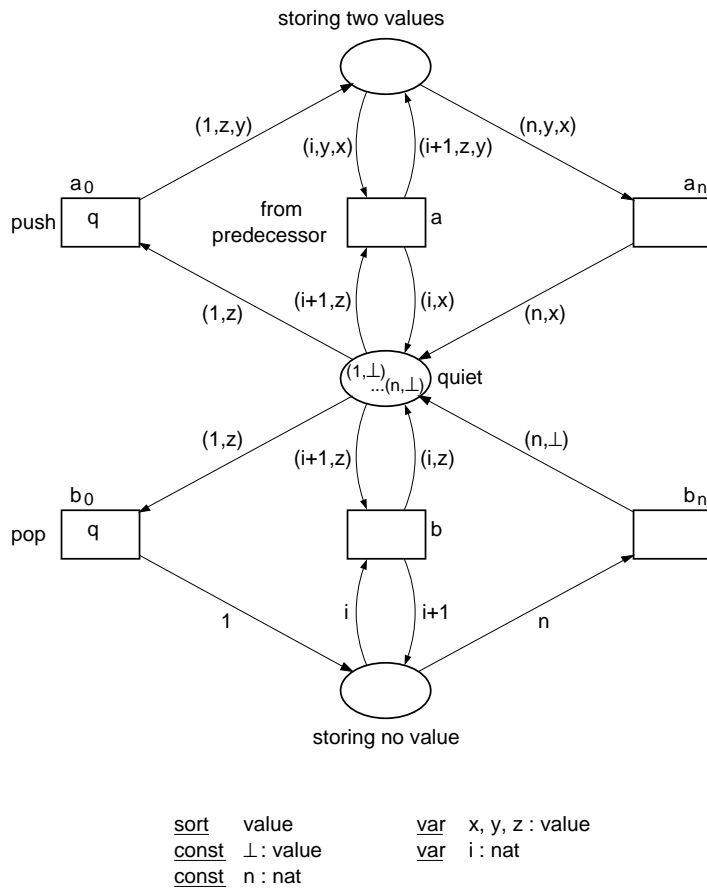 storing two values
(1,z,y)
(i,y,x)
(i+1,z,y)
(n,y,x)
a0
an
push
q
from
predecessor
a
(1,z)
(i+1,z)
(i,x)
(n,x)
(1,⊥)
...(n,⊥)
quiet
(1,z)
(i+1,z)
(i,z)
(n,⊥)
b0
bn
pop
q
b
1
i
i+1
n
storing no value
sort value var x, y, z : value
const ⊥ : value var i : nat
const n : nat